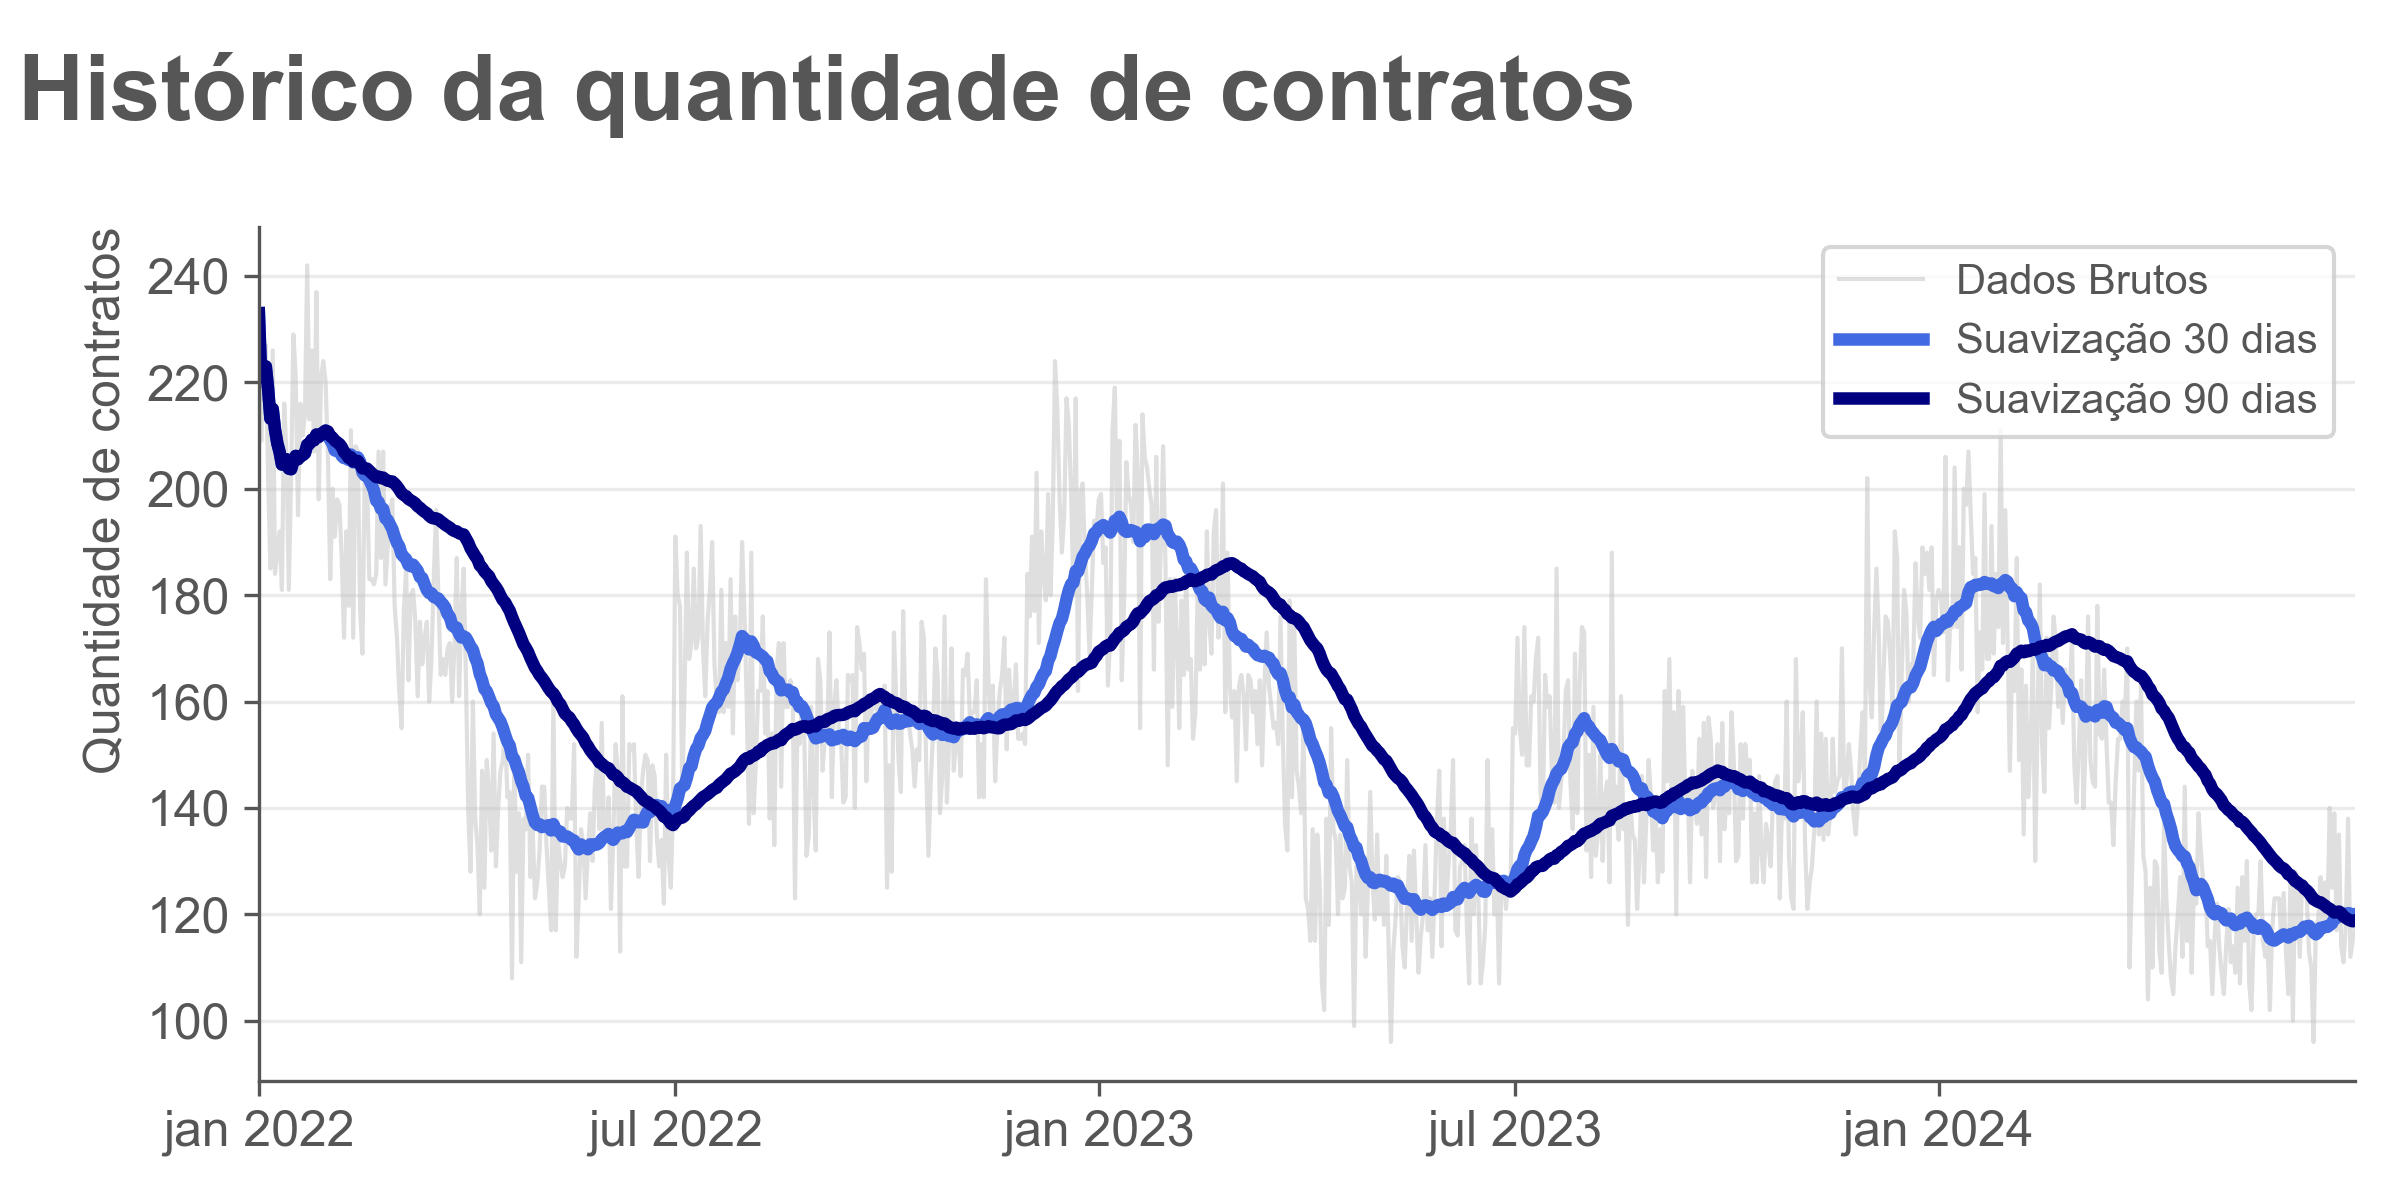 Histórico da quantidade de contratos
Quantidade de contratos
240
220
200
180
160
140
120
100
Dados Brutos
Suavização 30 dias
Suavização 90 dias
jan 2022
jul 2022
jan 2023
jul 2023
jan 2024